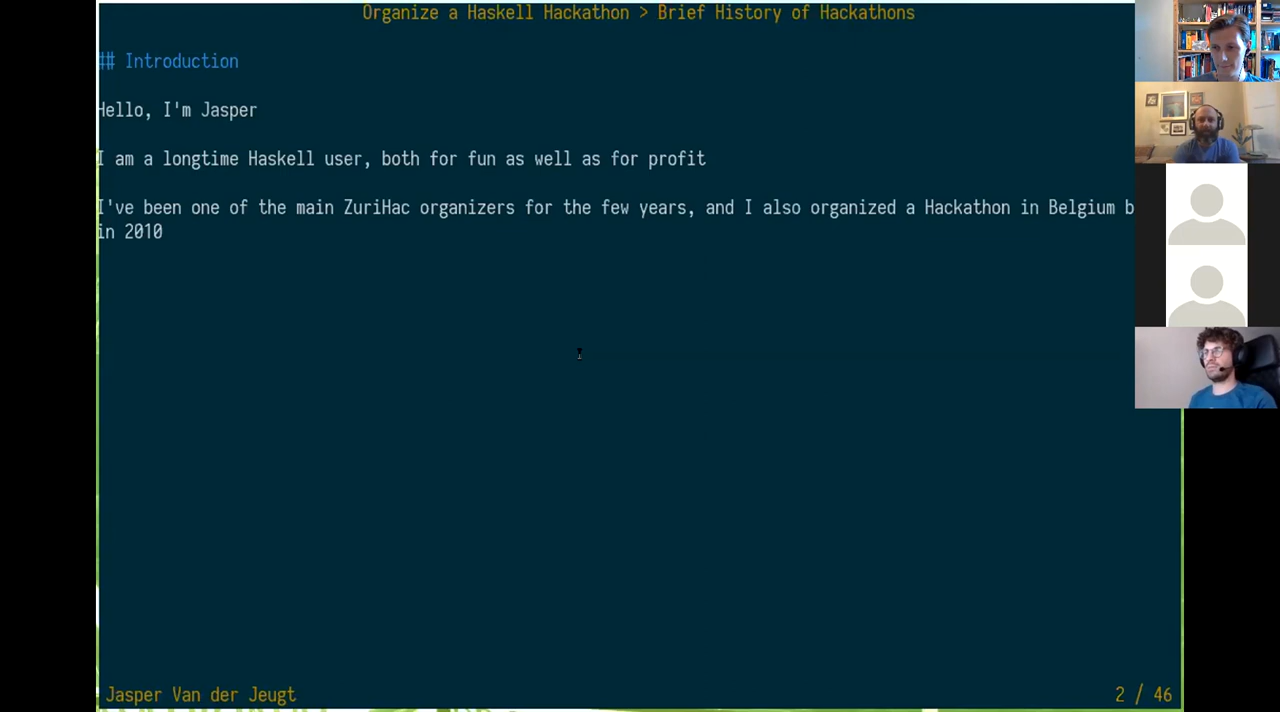 Organize a Haskell Hackathon > Brief History of Hackathons
## Introduction
Hello, I'm Jasper
I am a longtime Haskell user, both for fun as well as for profit
I've been one of the main ZuriHac organizers for the few years, and I also organized a Hackathon in Belgium b
in 2010
Jasper Van der Jeugt
2 / 46